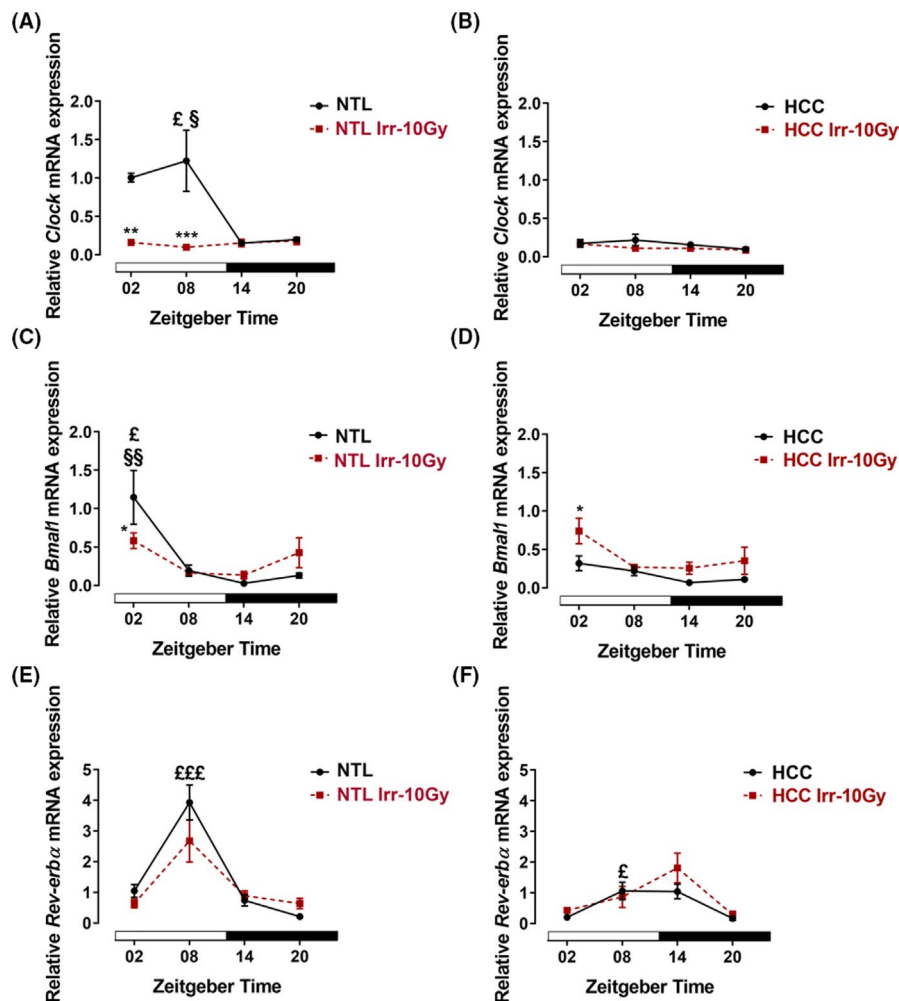 (A)
Relative Clock mRNA expression
2.0
1.5
1.0
0.5
0.0
£ §
** ***
NTL
NTL Irr-10Gy
02 08 14 20
Zeitgeber Time
(B)
Relative Clock mRNA expression
2.0
1.5
1.0
0.5
0.0
HCC
HCC Irr-10Gy
02 08 14 20
Zeitgeber Time
(C)
Relative Bmal1 mRNA expression
2.0
1.5
1.0
0.5
0.0
£
§§
*
NTL
NTL Irr-10Gy
02 08 14 20
Zeitgeber Time
(D)
Relative Bmal1 mRNA expression
2.0
1.5
1.0
0.5
0.0
*
HCC
HCC Irr-10Gy
02 08 14 20
Zeitgeber Time
(E)
Relative Rev-erbα mRNA expression
5
4
3
2
1
0
£££
NTL
NTL Irr-10Gy
02 08 14 20
Zeitgeber Time
(F)
Relative Rev-erbα mRNA expression
5
4
3
2
1
0
£
HCC
HCC Irr-10Gy
02 08 14 20
Zeitgeber Time